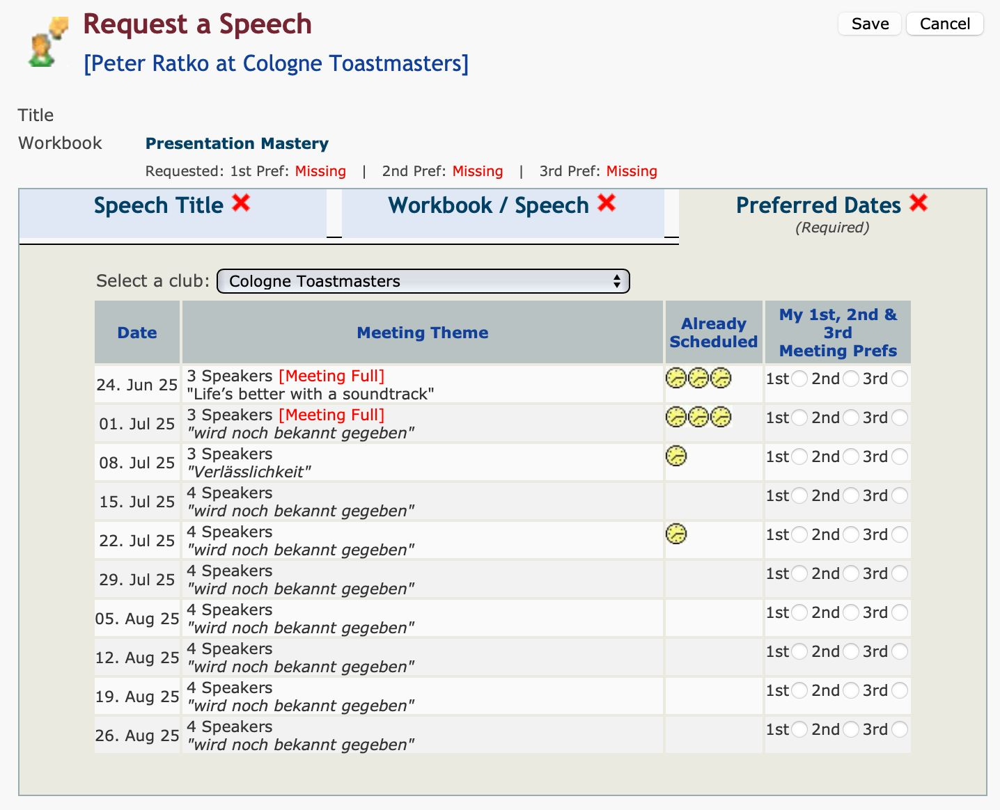 Request a Speech
Save Cancel
[Peter Ratko at Cologne Toastmasters]
Title
Workbook Presentation Mastery
Requested: 1st Pref: Missing | 2nd Pref: Missing | 3rd Pref: Missing
Speech Title Workbook / Speech Preferred Dates
(Required)
Select a club: Cologne Toastmasters
Date Meeting Theme Already Scheduled My 1st, 2nd & 3rd Meeting Prefs
24. Jun 25 3 Speakers [Meeting Full] 1st 2nd 3rd
"Life’s better with a soundtrack"
01. Jul 25 3 Speakers [Meeting Full] 1st 2nd 3rd
"wird noch bekannt gegeben"
08. Jul 25 3 Speakers 1st 2nd 3rd
"Verlässlichkeit"
15. Jul 25 4 Speakers 1st 2nd 3rd
"wird noch bekannt gegeben"
22. Jul 25 4 Speakers 1st 2nd 3rd
"wird noch bekannt gegeben"
29. Jul 25 4 Speakers 1st 2nd 3rd
"wird noch bekannt gegeben"
05. Aug 25 4 Speakers 1st 2nd 3rd
"wird noch bekannt gegeben"
12. Aug 25 4 Speakers 1st 2nd 3rd
"wird noch bekannt gegeben"
19. Aug 25 4 Speakers 1st 2nd 3rd
"wird noch bekannt gegeben"
26. Aug 25 4 Speakers 1st 2nd 3rd
"wird noch bekannt gegeben"